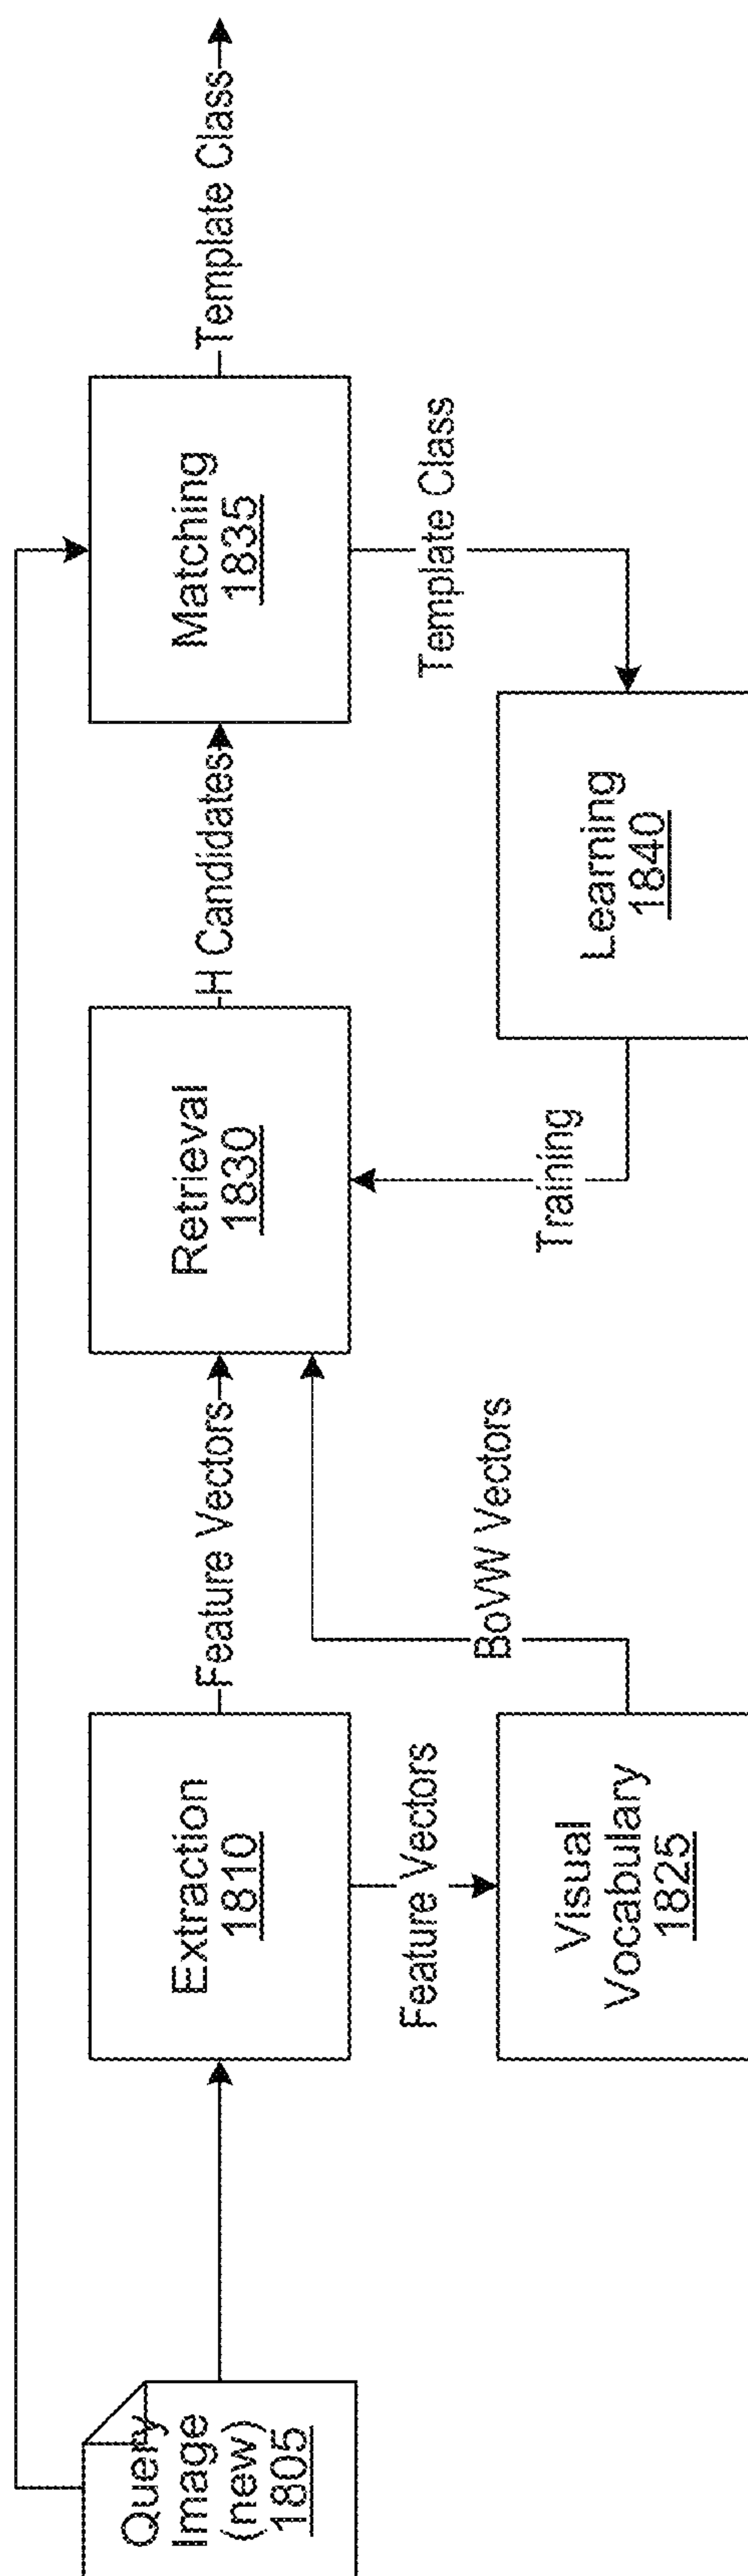 Query
Image
(new)
1805
Extraction
1810
Feature Vectors
Feature Vectors
Visual
Vocabulary
1825
BoVW Vectors
Retrieval
1830
H Candidates
Training
Matching
1835
Template Class
Learning
1840
Template Class